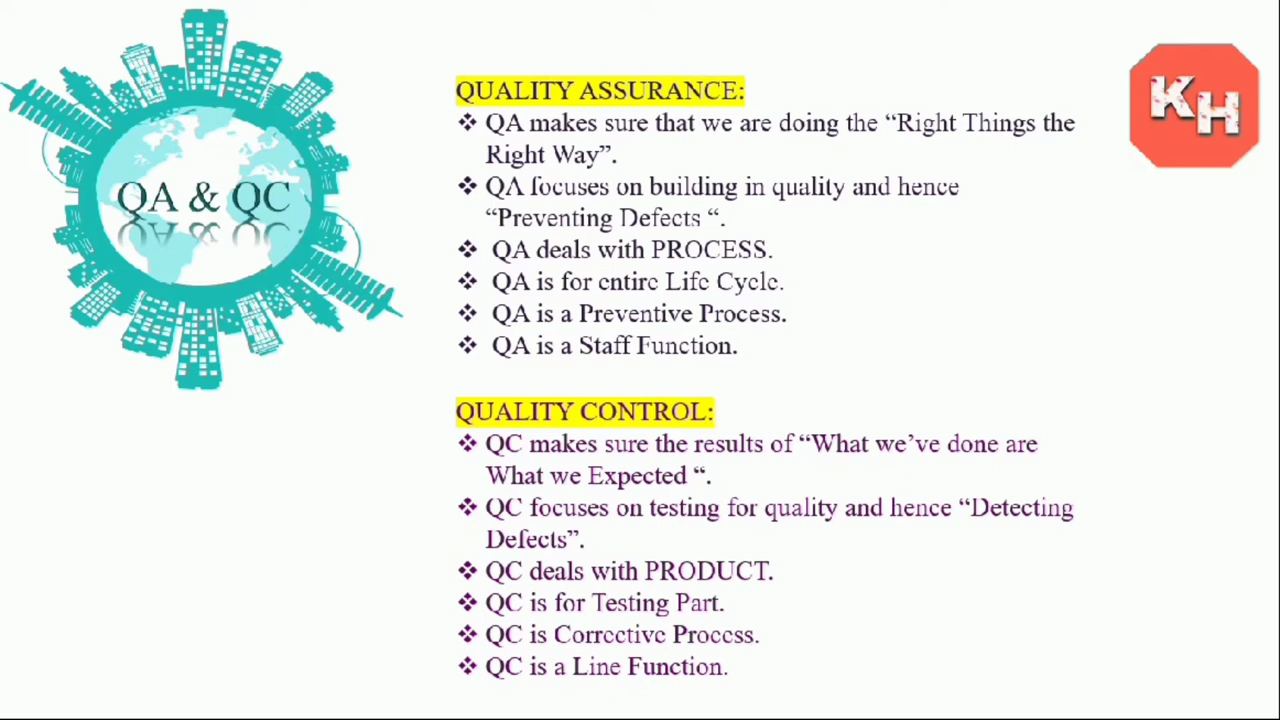 QA & QC
KH
QUALITY ASSURANCE:
❖ QA makes sure that we are doing the “Right Things the
Right Way”.
❖ QA focuses on building in quality and hence
“Preventing Defects “.
❖ QA deals with PROCESS.
❖ QA is for entire Life Cycle.
❖ QA is a Preventive Process.
❖ QA is a Staff Function.
QUALITY CONTROL:
❖ QC makes sure the results of “What we’ve done are
What we Expected “.
❖ QC focuses on testing for quality and hence “Detecting
Defects”.
❖ QC deals with PRODUCT.
❖ QC is for Testing Part.
❖ QC is Corrective Process.
❖ QC is a Line Function.